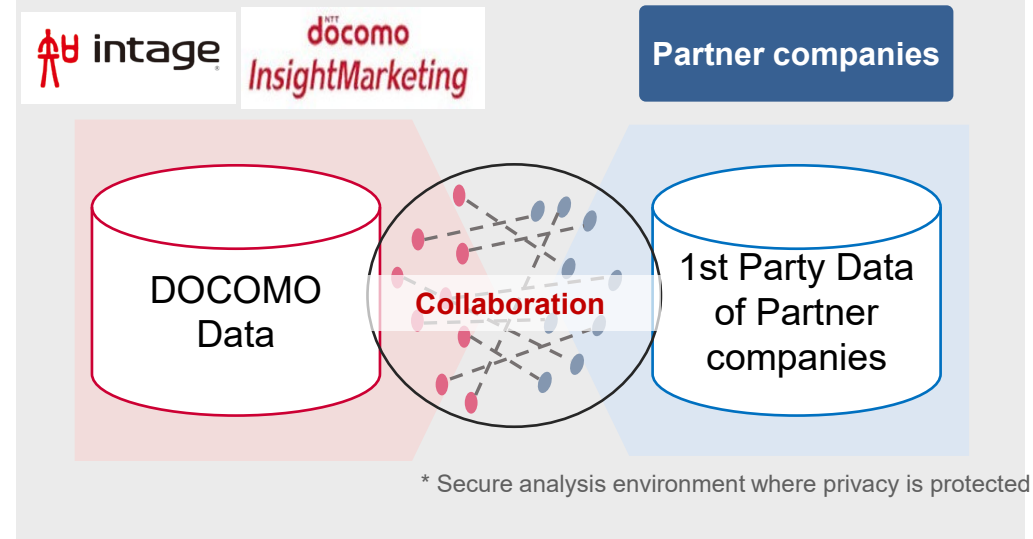 intage
NTT
döcomo
InsightMarketing
Partner companies
DOCOMO
Data
Collaboration
1st Party Data
of Partner
companies
* Secure analysis environment where privacy is protected